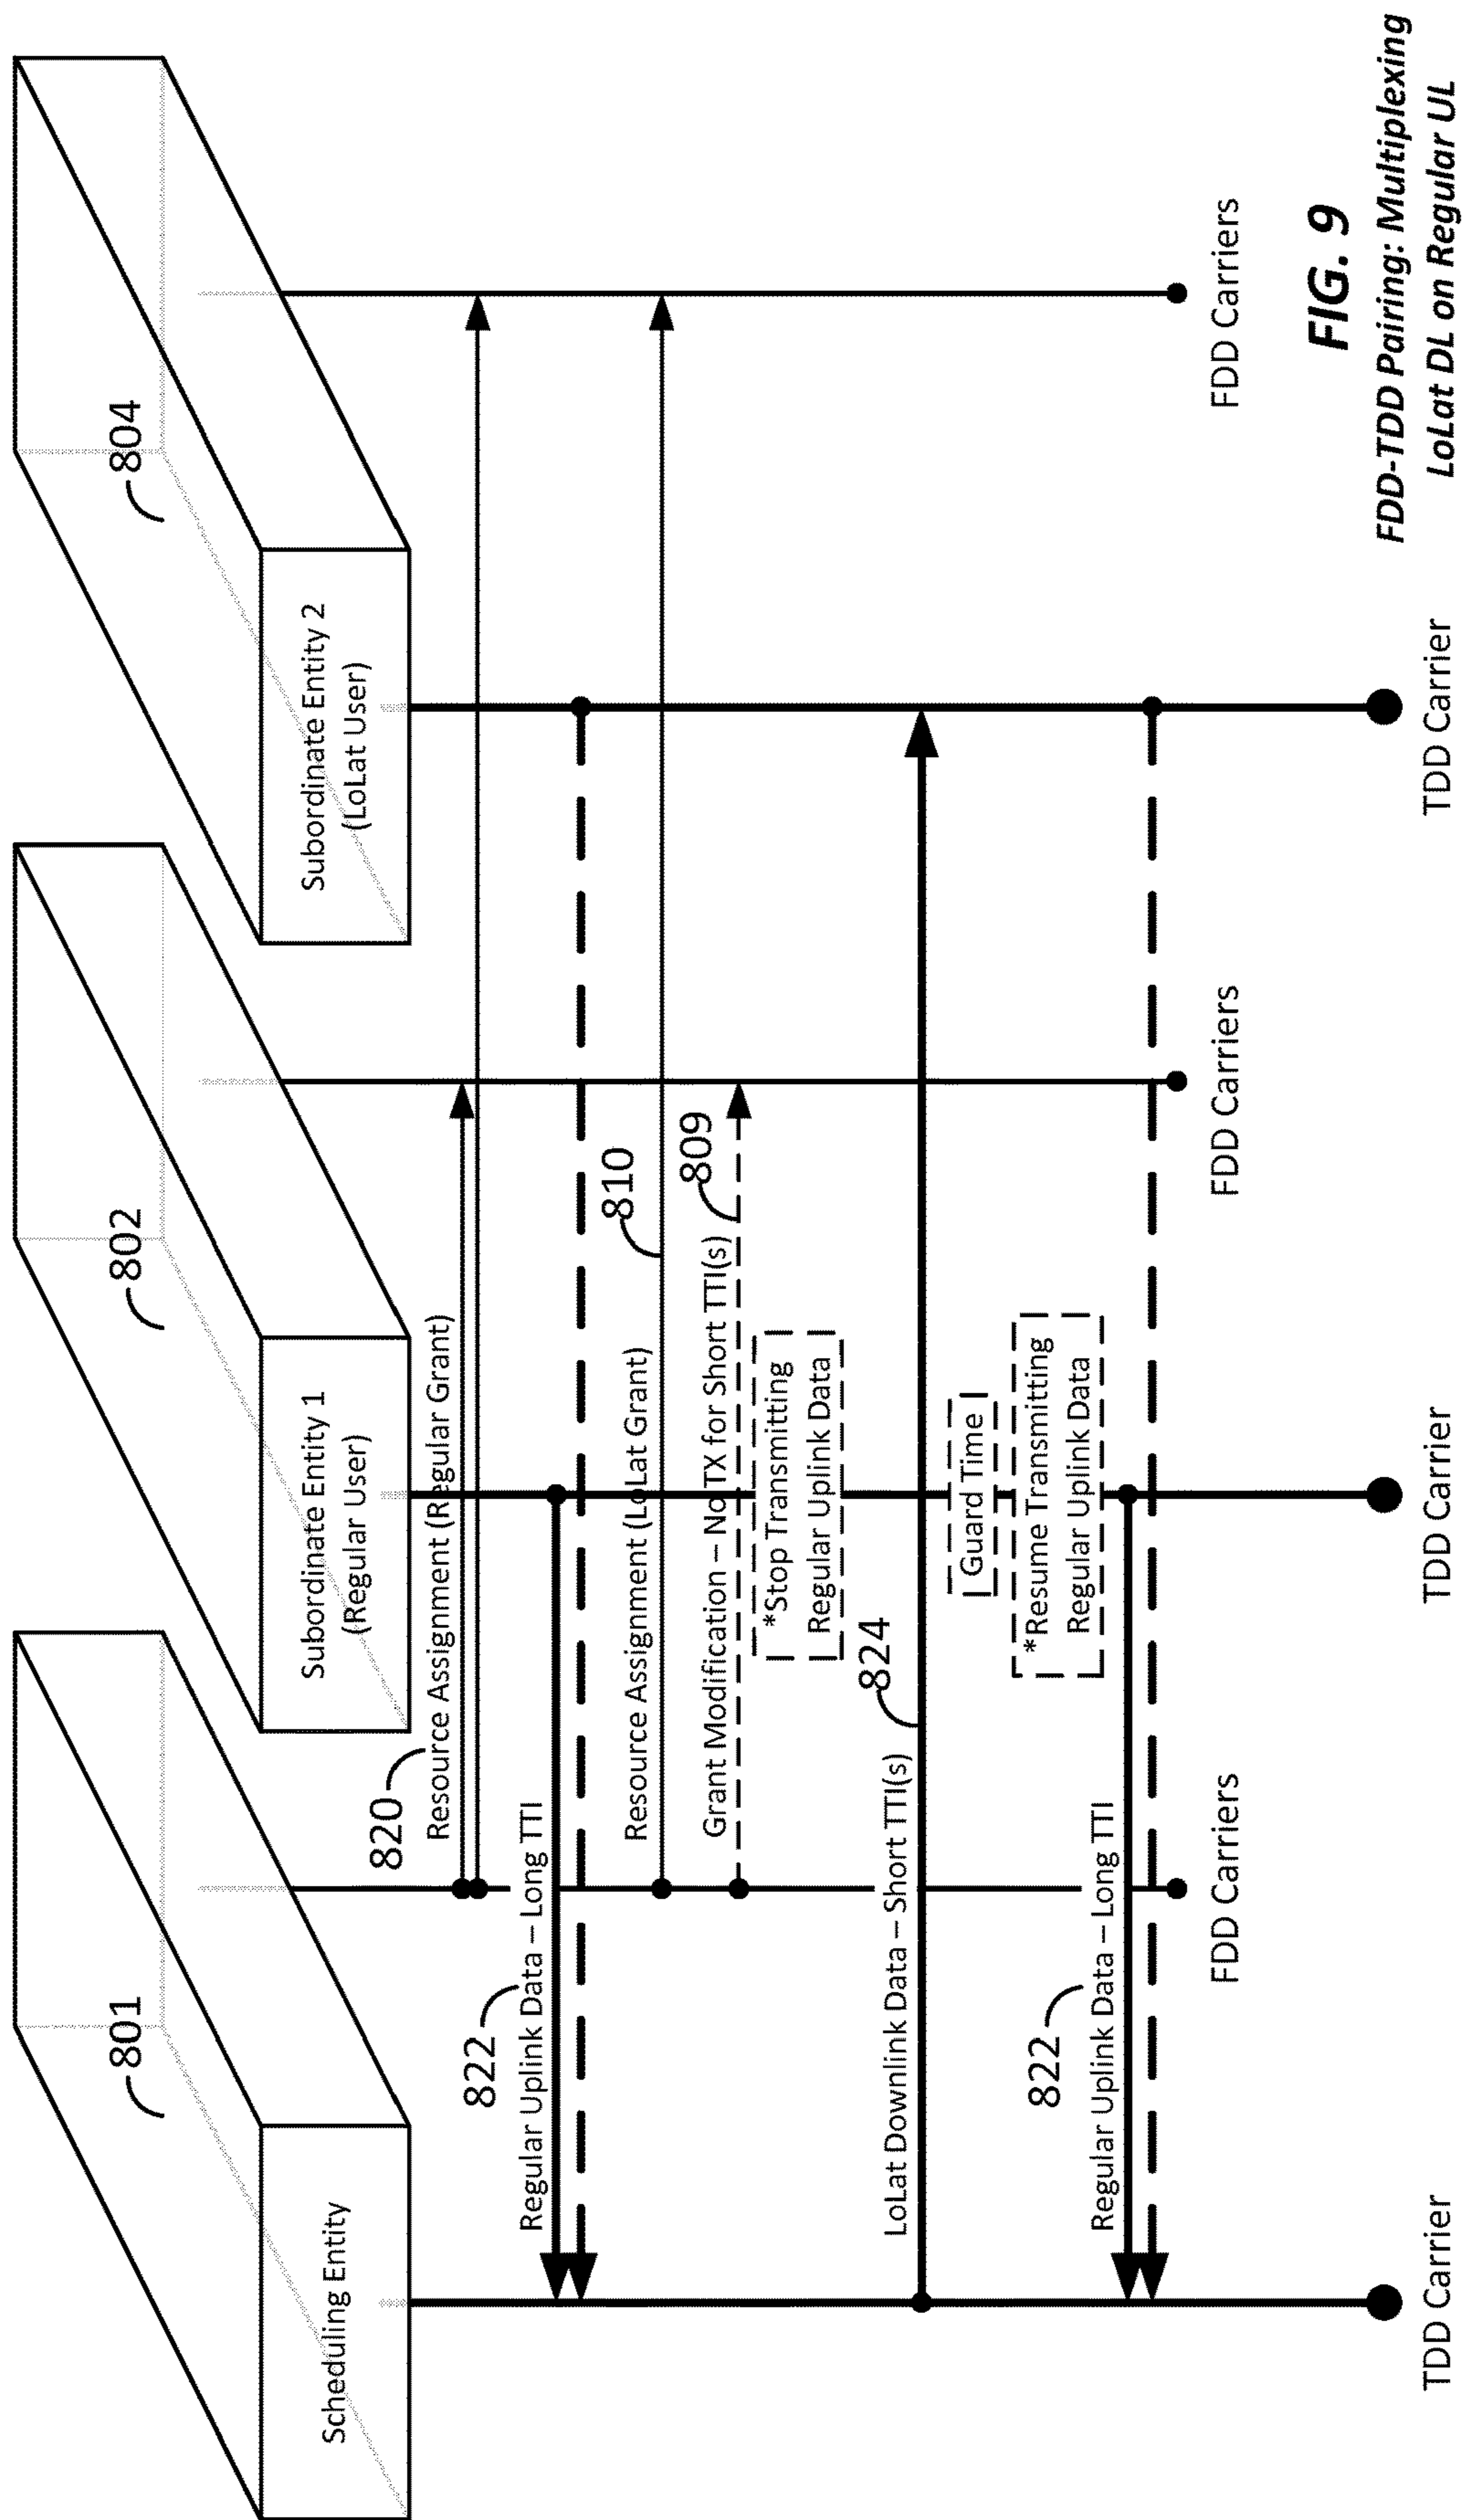 801
802
804
Scheduling Entity
Subordinate Entity 1
(Regular User)
Subordinate Entity 2
(LoLat User)
820
Resource Assignment (Regular Grant)
822
Regular Uplink Data – Long TTI
810
Resource Assignment (LoLat Grant)
809
Grant Modification – No TX for Short TTI(s)
*Stop Transmitting
Regular Uplink Data
824
LoLat Downlink Data – Short TTI(s)
Guard Time
*Resume Transmitting
Regular Uplink Data
822
Regular Uplink Data – Long TTI
FDD Carriers
FDD Carriers
FDD Carriers
TDD Carrier
TDD Carrier
TDD Carrier
FIG. 9
FDD-TDD Pairing: Multiplexing
LoLat DL on Regular UL